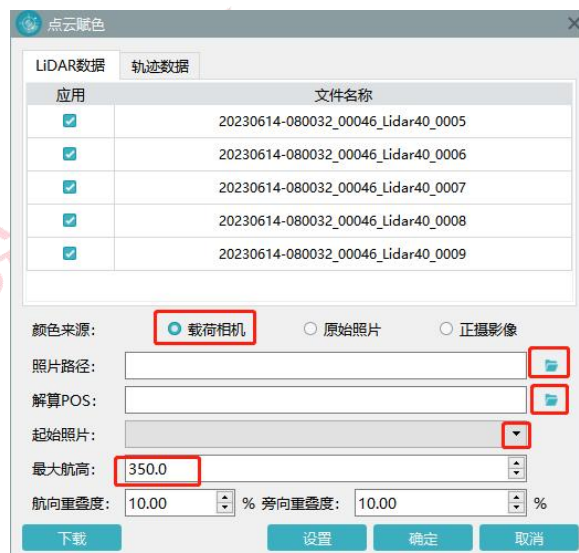 点云赋色
LiDAR数据 轨迹数据
应用 文件名称
20230614-080032_00046_Lidar40_0005
20230614-080032_00046_Lidar40_0006
20230614-080032_00046_Lidar40_0007
20230614-080032_00046_Lidar40_0008
20230614-080032_00046_Lidar40_0009
颜色来源: 载荷相机 原始照片 正摄影像
照片路径:
解算POS:
起始照片:
最大航高: 350.0
航向重叠度: 10.00 % 旁向重叠度: 10.00 %
下载 设置 确定 取消